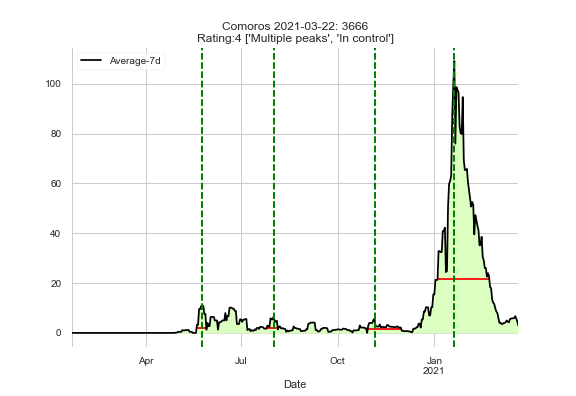 Comoros 2021-03-22: 3666
Rating:4 ['Multiple peaks', 'In control']
Average-7d
100
80
60
40
20
0
Apr
Jul
Oct
Jan
2021
Date